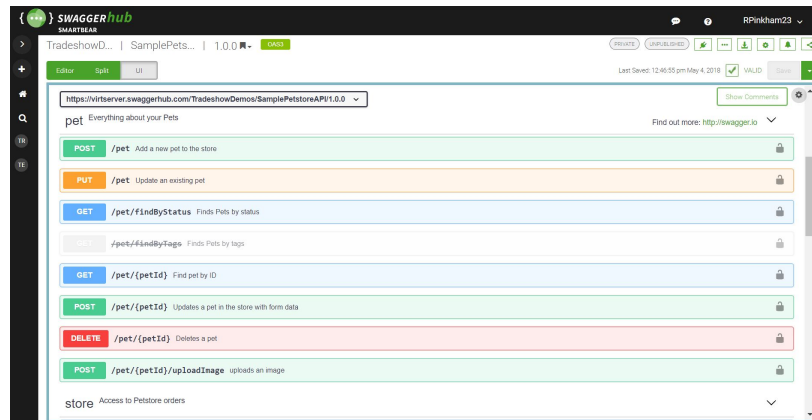 {···} SWAGGERhub
SMARTBEAR
RPinkham23
TradeshowD... | SamplePets... | 1.0.0 OAS3
PRIVATE UNPUBLISHED
Editor Split UI
Last Saved: 12:46:55 pm May 4, 2018 VALID Save
https://virtserver.swaggerhub.com/TradeshowDemos/SamplePetstoreAPI/1.0.0
Show Comments
pet Everything about your Pets
Find out more: http://swagger.io
POST /pet Add a new pet to the store
PUT /pet Update an existing pet
GET /pet/findByStatus Finds Pets by status
GET /pet/findByTags Finds Pets by tags
GET /pet/{petId} Find pet by ID
POST /pet/{petId} Updates a pet in the store with form data
DELETE /pet/{petId} Deletes a pet
POST /pet/{petId}/uploadImage uploads an image
store Access to Petstore orders
TR
TE